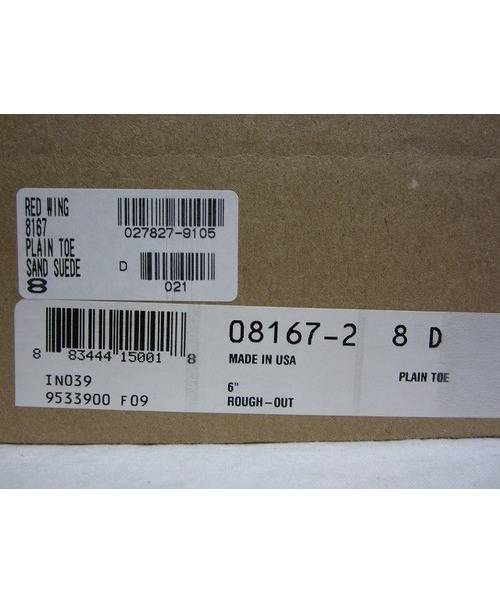 RED WING
8167
PLAIN TOE
SAND SUEDE
8
027827-9105
D
021
08167-2 8 D
MADE IN USA
PLAIN TOE
6"
ROUGH-OUT
8 83444 15001 8
IN039
9533900 F09